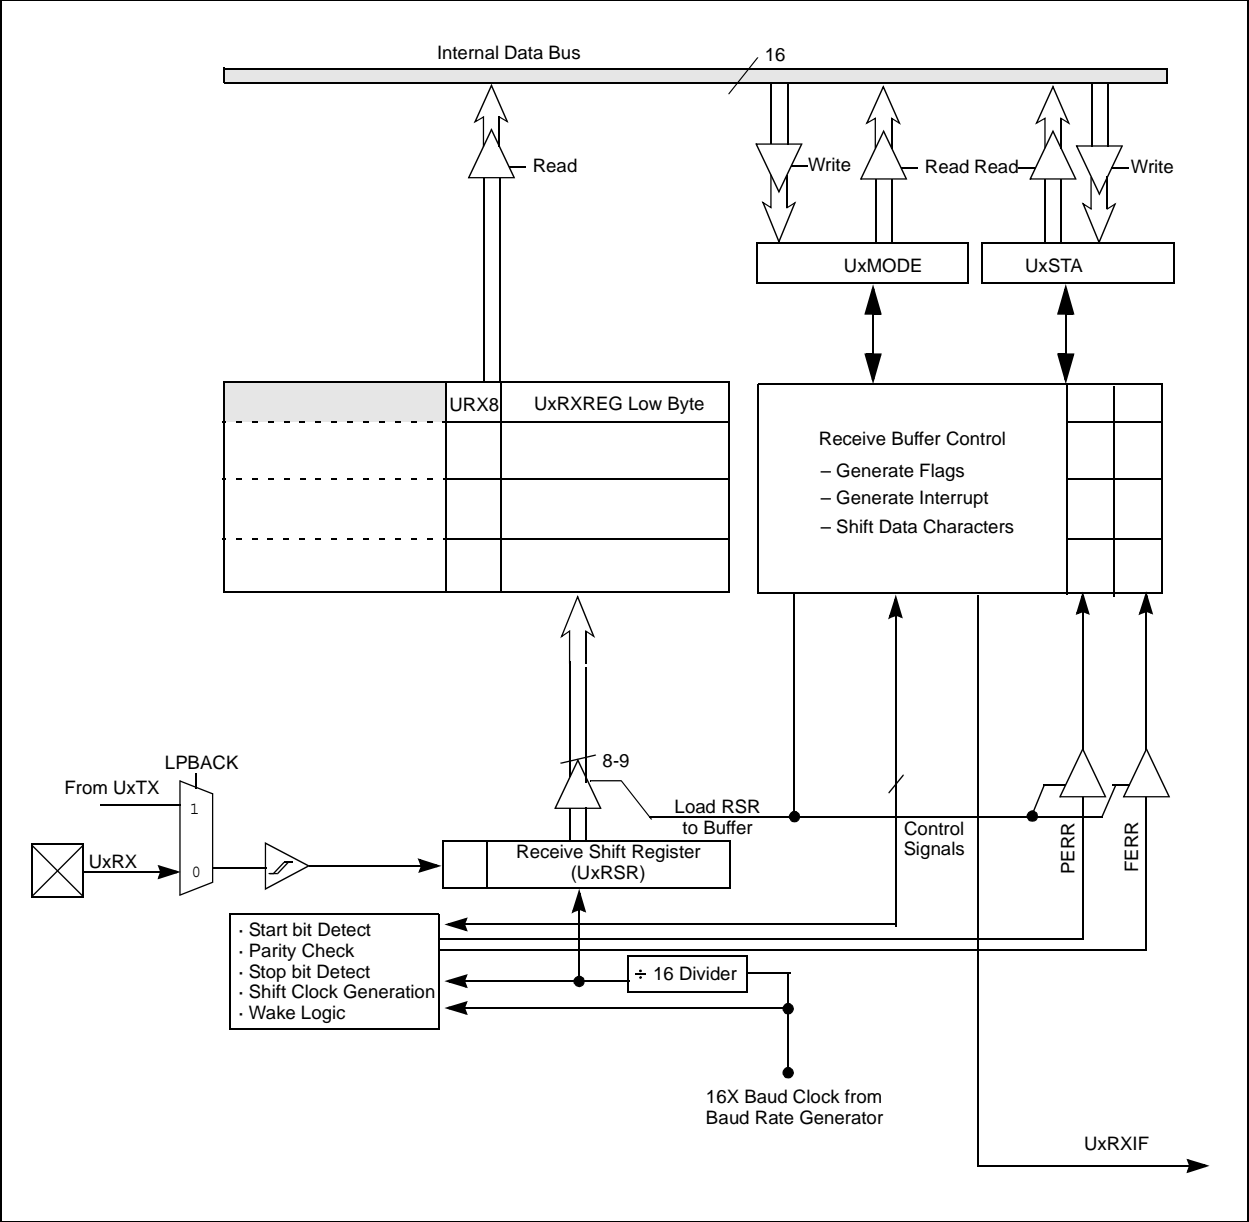 Internal Data Bus
16
Read
Write
Read Read
Write
UxMODE
UxSTA
URX8
UxRXREG Low Byte
Receive Buffer Control
– Generate Flags
– Generate Interrupt
– Shift Data Characters
LPBACK
From UxTX
1
8-9
Load RSR
to Buffer
Control
Signals
PERR
FERR
UxRX
0
Receive Shift Register
(UxRSR)
· Start bit Detect
· Parity Check
· Stop bit Detect
· Shift Clock Generation
· Wake Logic
÷ 16 Divider
16X Baud Clock from
Baud Rate Generator
UxRXIF